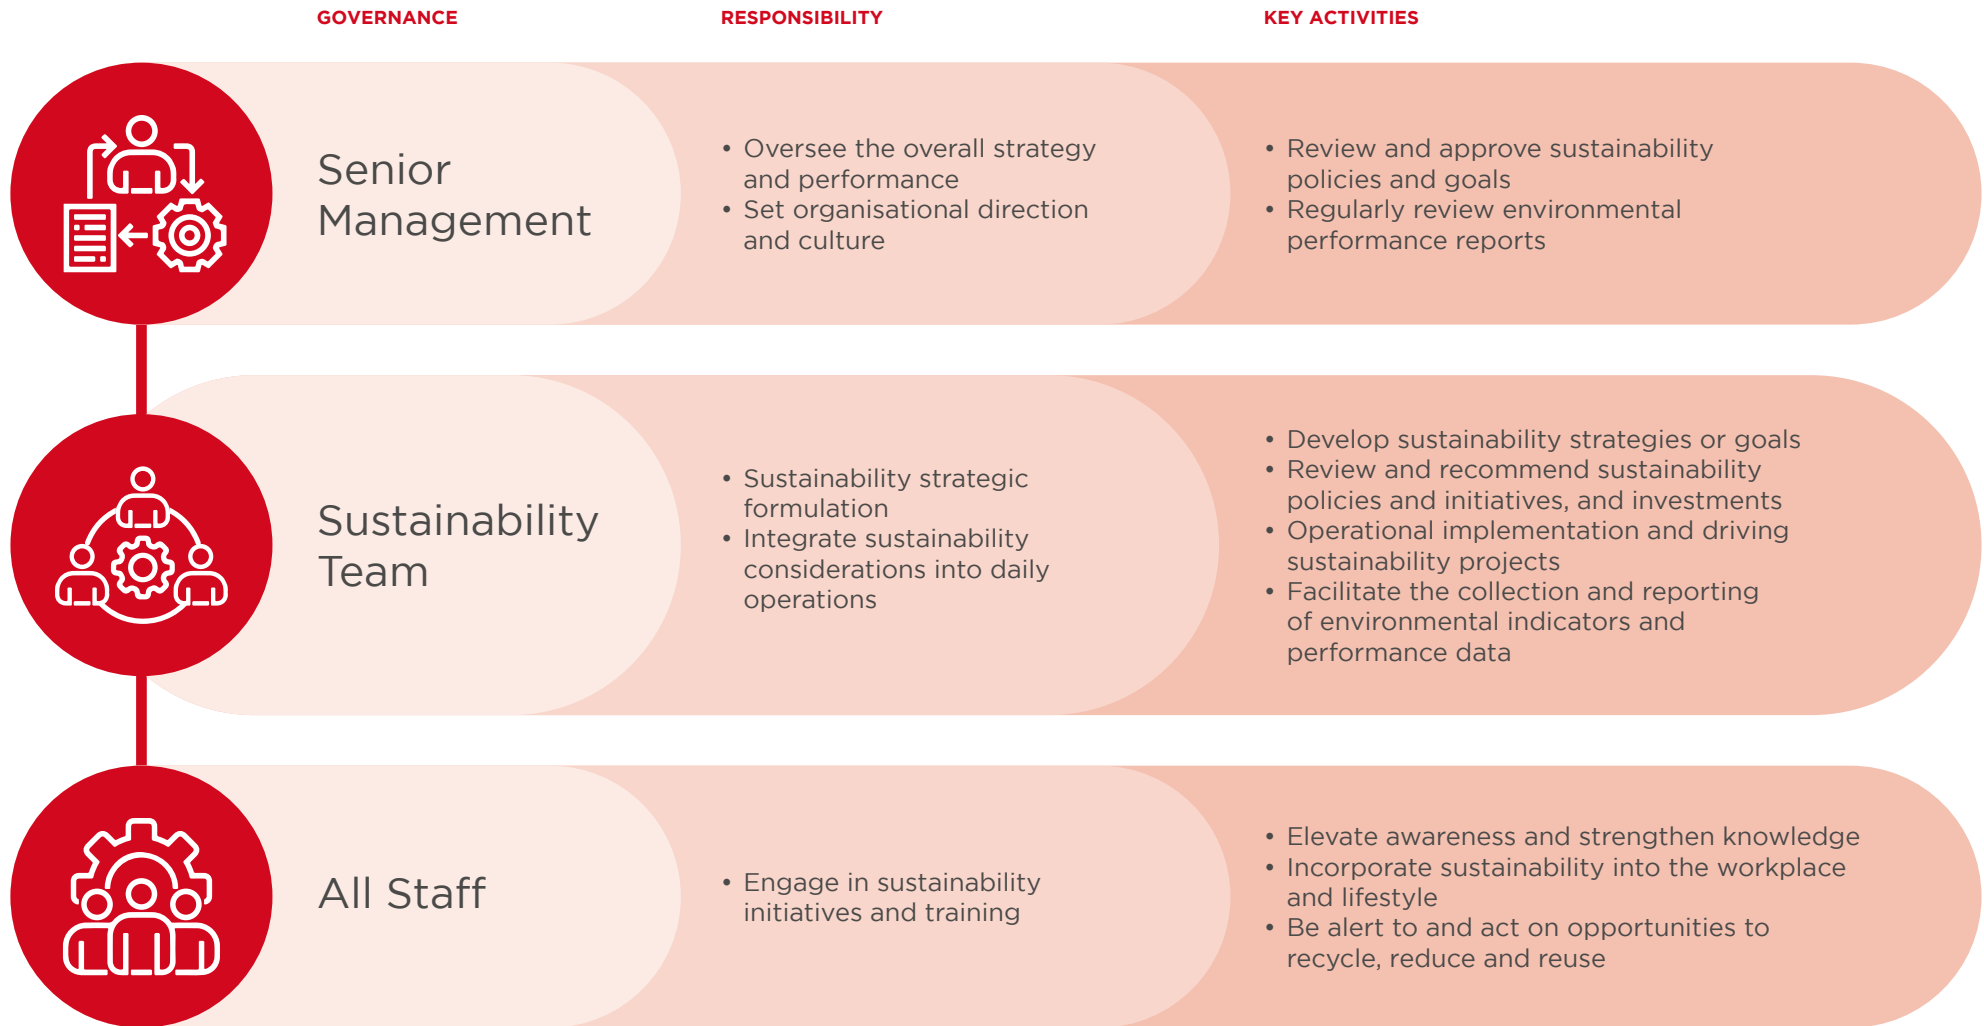 GOVERNANCE RESPONSIBILITY KEY ACTIVITIES
Senior
Management
• Oversee the overall strategy
and performance
• Set organisational direction
and culture
• Review and approve sustainability
policies and goals
• Regularly review environmental
performance reports
Sustainability
Team
• Sustainability strategic
formulation
• Integrate sustainability
considerations into daily
operations
• Develop sustainability strategies or goals
• Review and recommend sustainability
policies and initiatives, and investments
• Operational implementation and driving
sustainability projects
• Facilitate the collection and reporting
of environmental indicators and
performance data
All Staff
• Engage in sustainability
initiatives and training
• Elevate awareness and strengthen knowledge
• Incorporate sustainability into the workplace
and lifestyle
• Be alert to and act on opportunities to
recycle, reduce and reuse